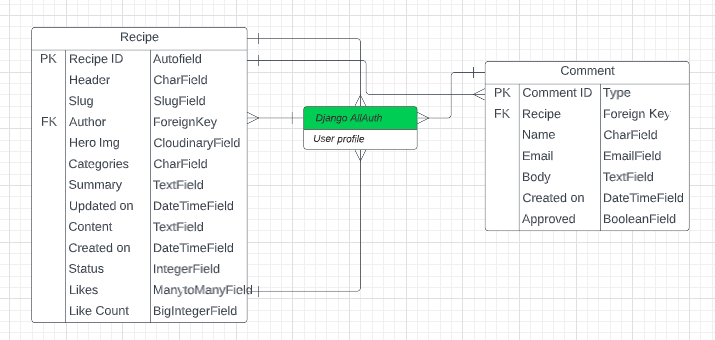 Recipe
PK Recipe ID Autofield
Header CharField
Slug SlugField
FK Author ForeignKey
Hero Img CloudinaryField
Categories CharField
Summary TextField
Updated on DateTimeField
Content TextField
Created on DateTimeField
Status IntegerField
Likes ManytoManyField
Like Count BigIntegerField
Django AllAuth
User profile
Comment
PK Comment ID Type
FK Recipe Foreign Key
Name CharField
Email EmailField
Body TextField
Created on DateTimeField
Approved BooleanField